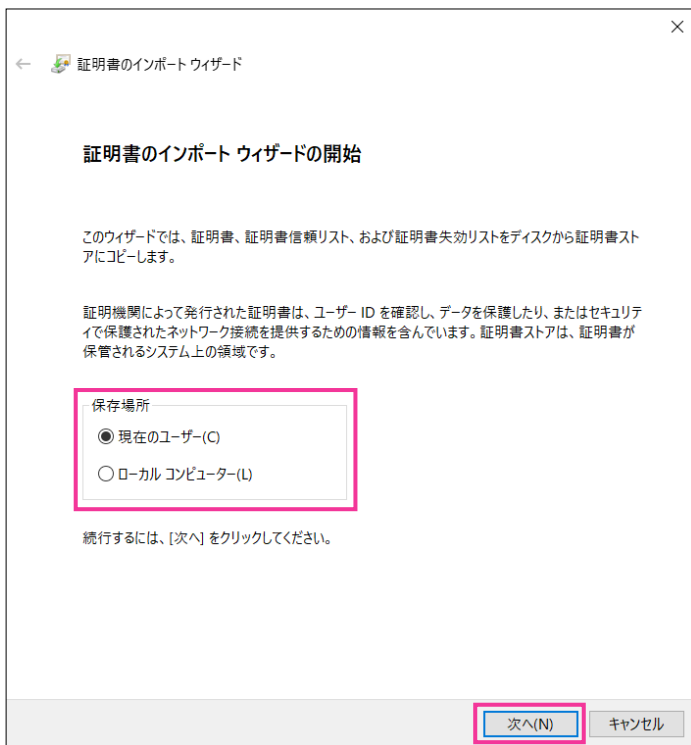 証明書のインポート ウィザード
証明書のインポート ウィザードの開始
このウィザードでは、証明書、証明書信頼リスト、および証明書失効リストをディスクから証明書スト
アにコピーします。
証明機関によって発行された証明書は、ユーザー ID を確認し、データを保護したり、またはセキュリテ
ィで保護されたネットワーク接続を提供するための情報を含んでいます。証明書ストアは、証明書が
保管されるシステム上の領域です。
保存場所
現在のユーザー(C)
ローカル コンピューター(L)
続行するには、[次へ] をクリックしてください。
次へ(N)
キャンセル